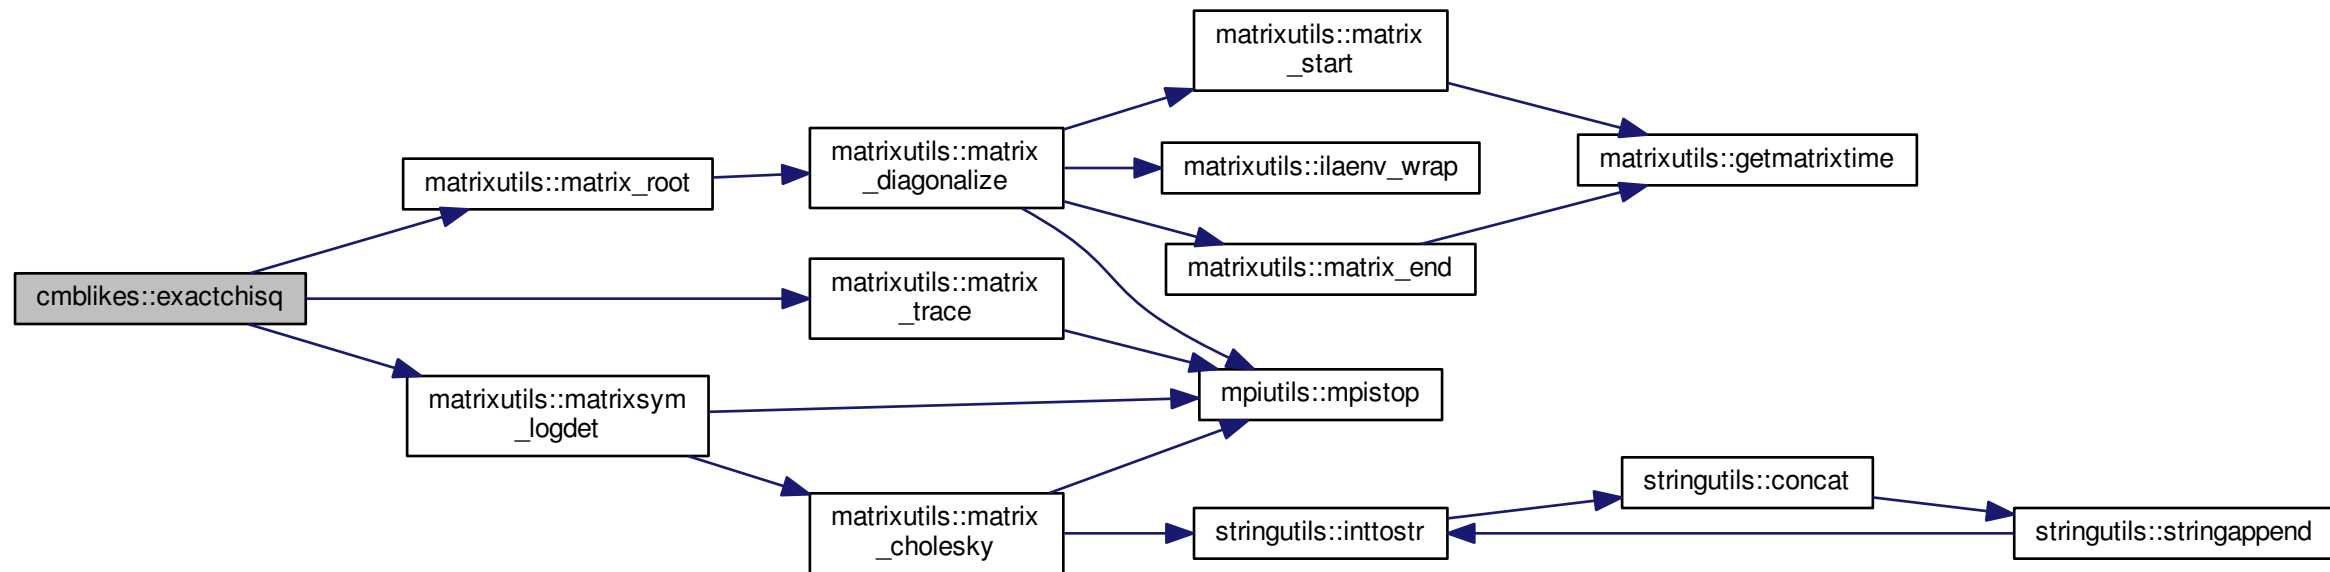 matrixutils::matrix
_start
matrixutils::matrix
_diagonalize
matrixutils::getmatrixtime
matrixutils::ilaenv_wrap
matrixutils::matrix_root
matrixutils::matrix_end
cmblikes::exactchisq
matrixutils::matrix
_trace
mpiutils::mpistop
matrixutils::matrixsym
_logdet
stringutils::concat
matrixutils::matrix
_cholesky
stringutils::inttostr
stringutils::stringappend